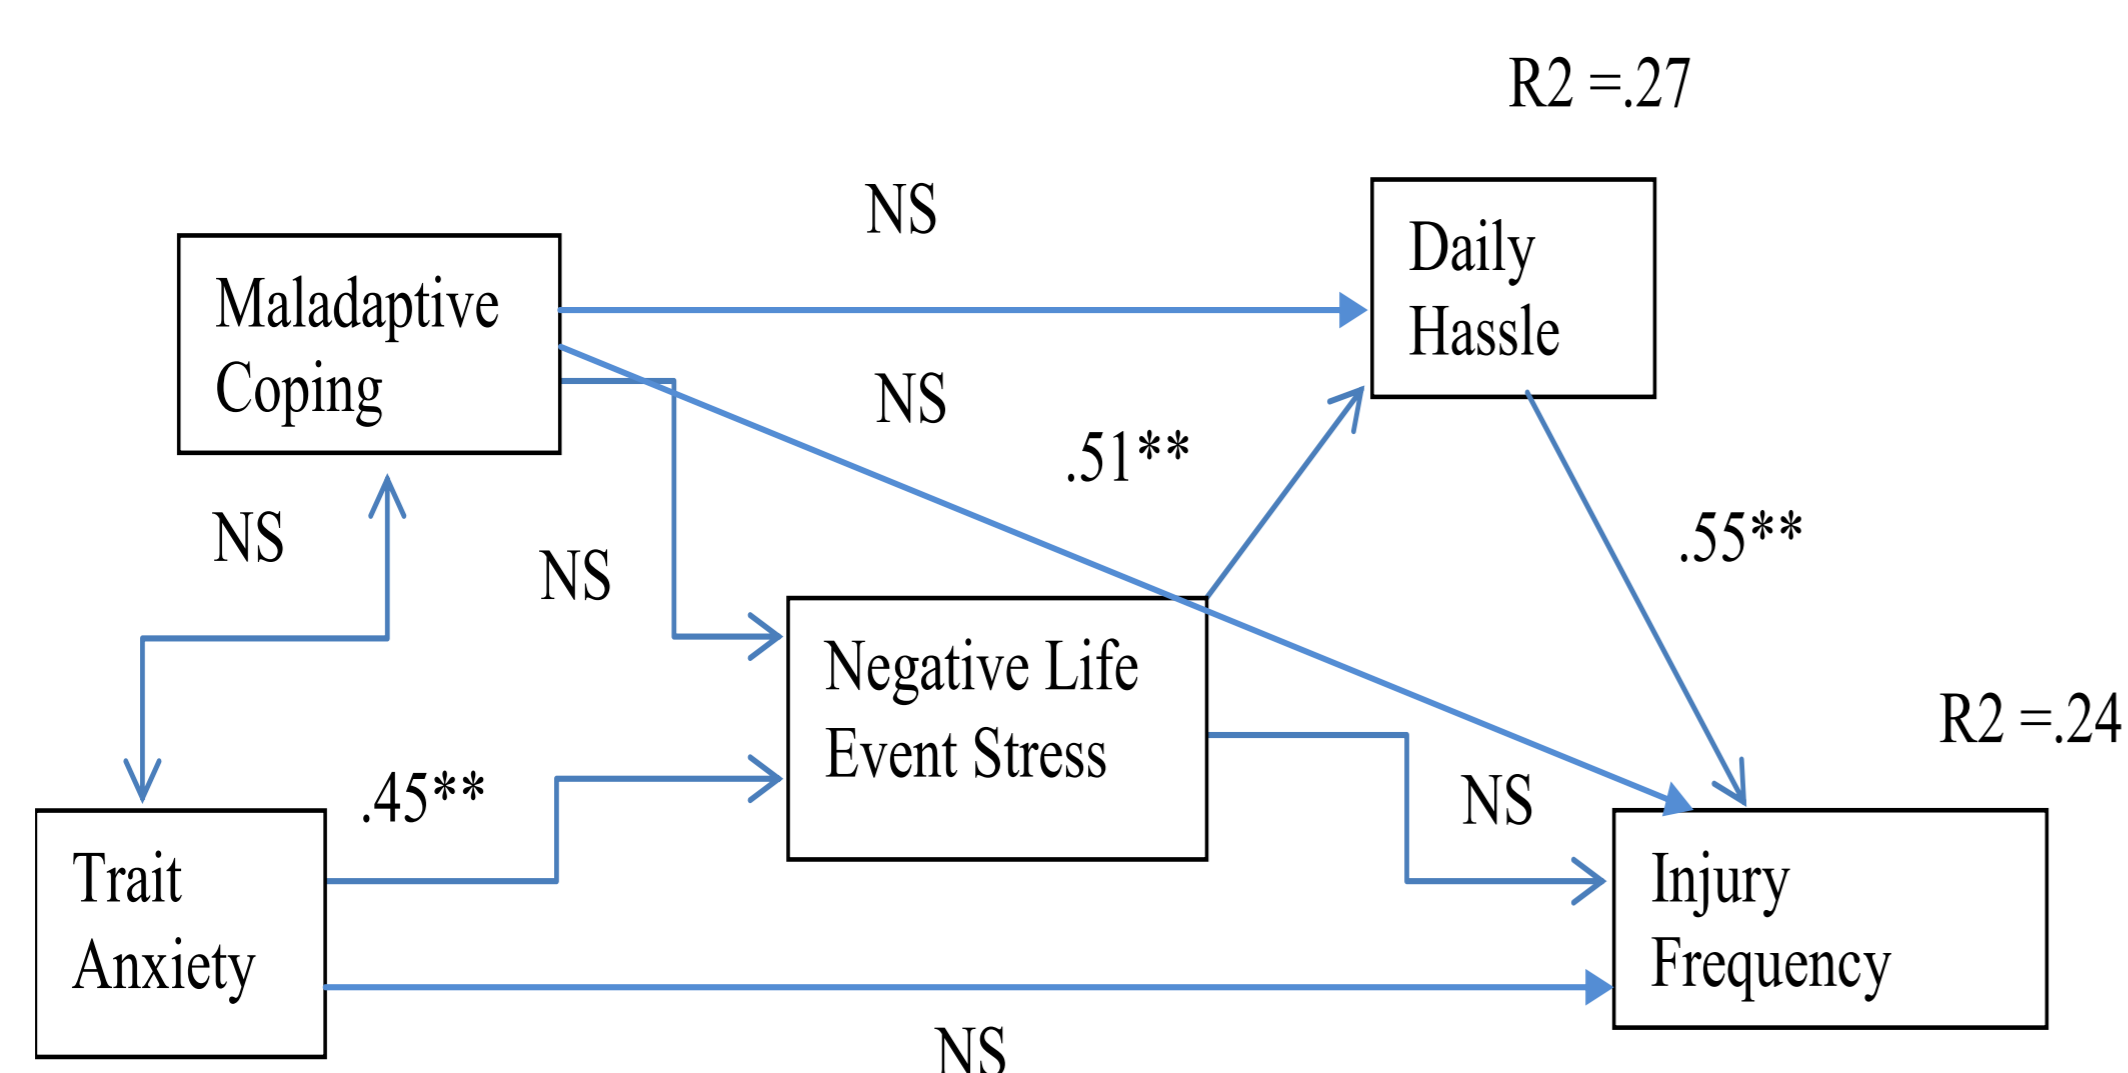 R2 =.27
NS
Daily
Hassle
Maladaptive
Coping
NS
.51**
NS
NS
.55**
Negative Life
Event Stress
R2 =.24
.45**
NS
Trait
Anxiety
Injury
Frequency
NS